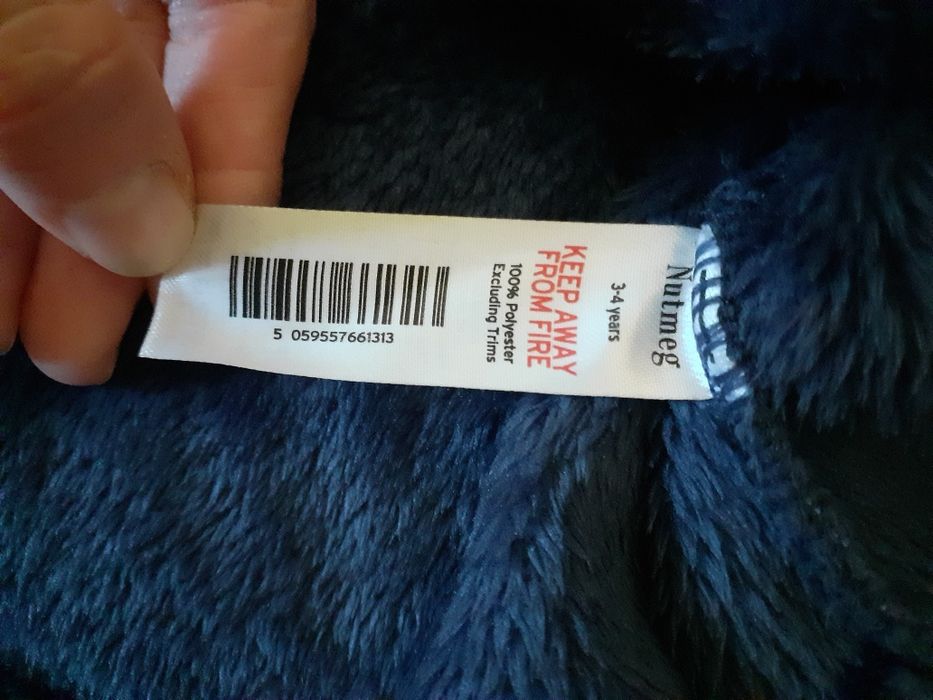 Nutmeg
3-4 years
KEEP AWAY
FROM FIRE
100% Polyester
Excluding Trims
5 059557661313